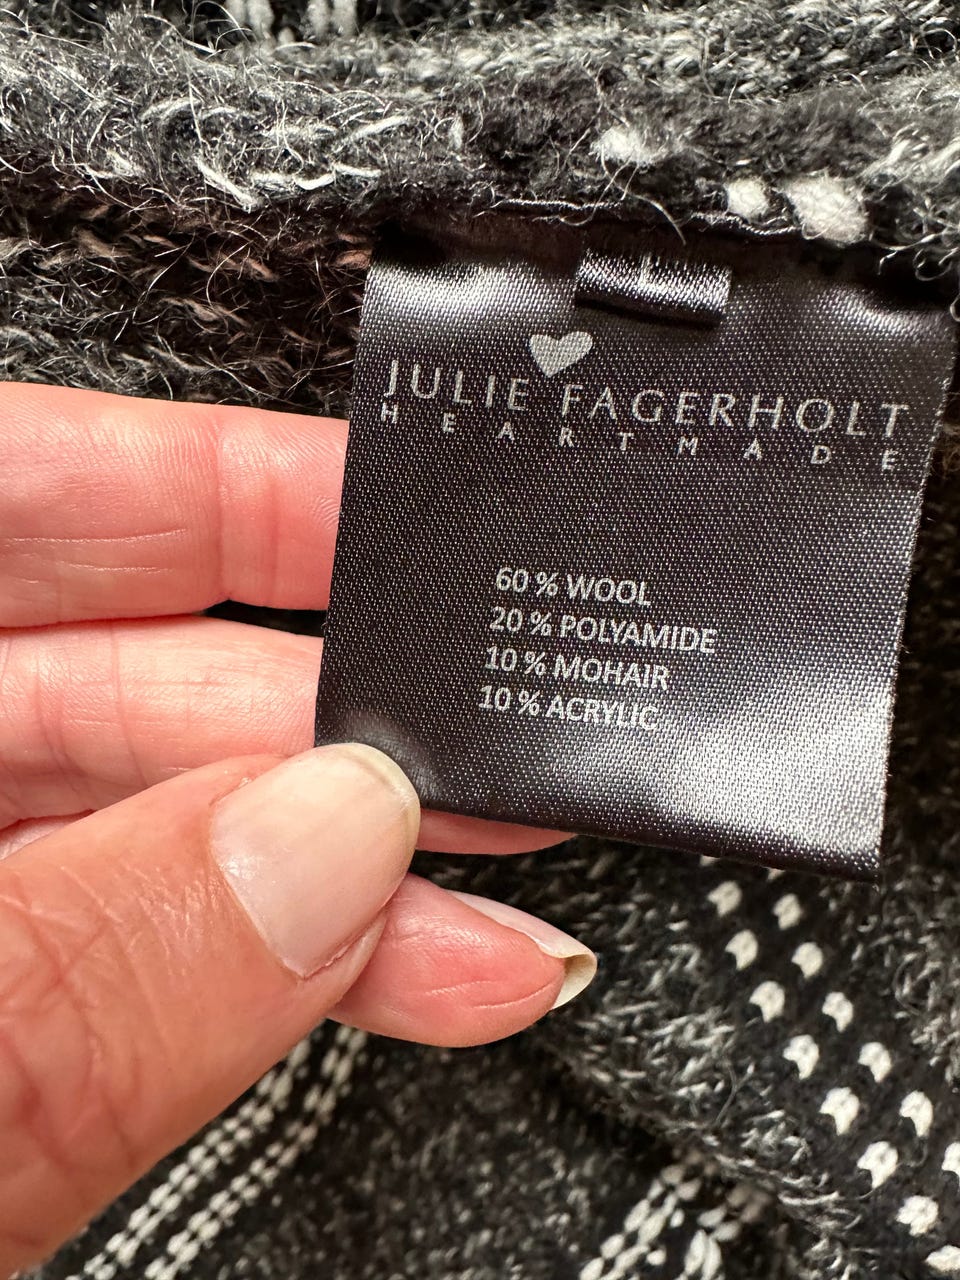 JULIE FAGERHOLT
HEARTMADE
60 % WOOL
20 % POLYAMIDE
10 % MOHAIR
10 % ACRYLIC